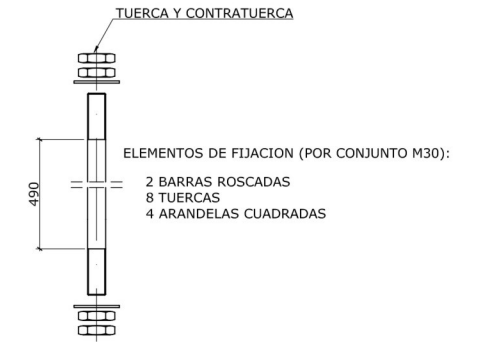 TUERCA Y CONTRATUERCA
ELEMENTOS DE FIJACION (POR CONJUNTO M30):
2 BARRAS ROSCADAS
8 TUERCAS
4 ARANDELAS CUADRADAS
490